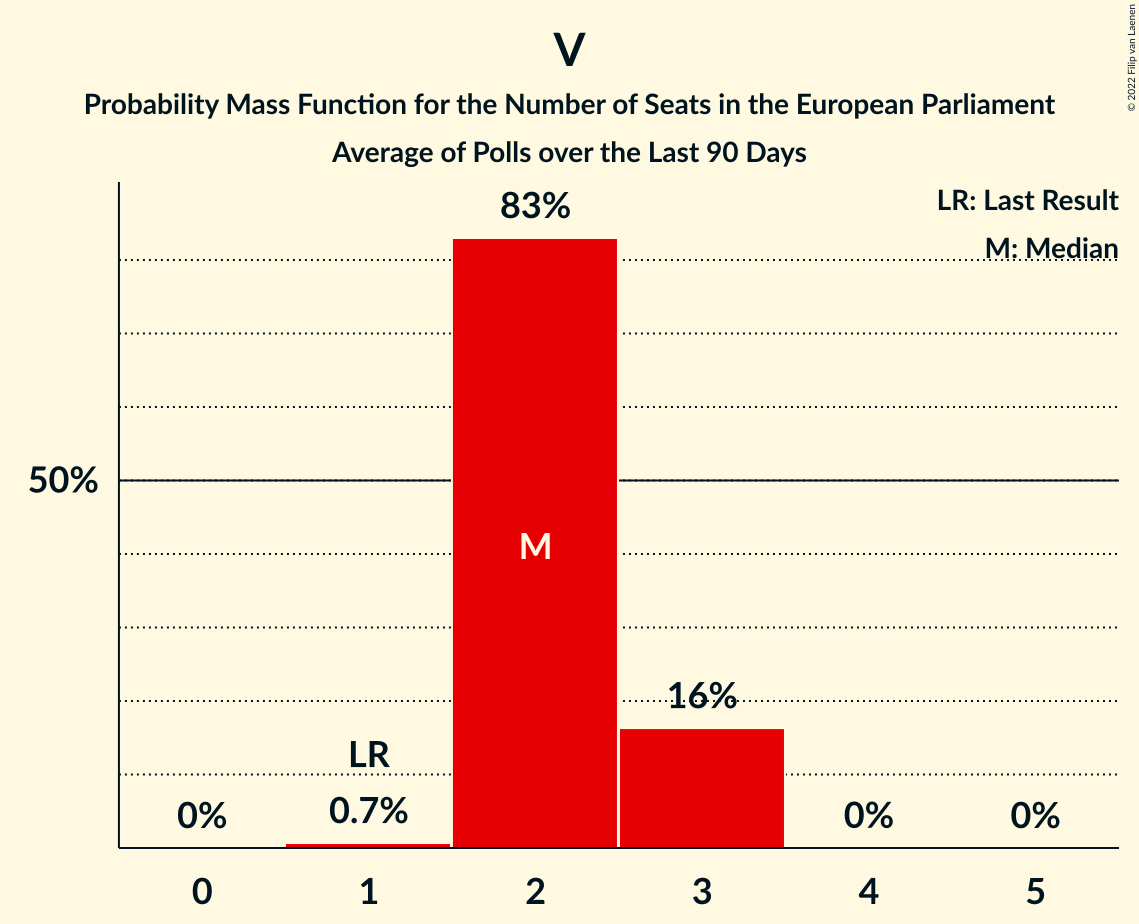 V
Probability Mass Function for the Number of Seats in the European Parliament
Average of Polls over the Last 90 Days
© 2022 Filip van Laenen
LR: Last Result
M: Median
83%
50%
M
16%
LR
0%
0.7%
0%
0%
0
1
2
3
4
5